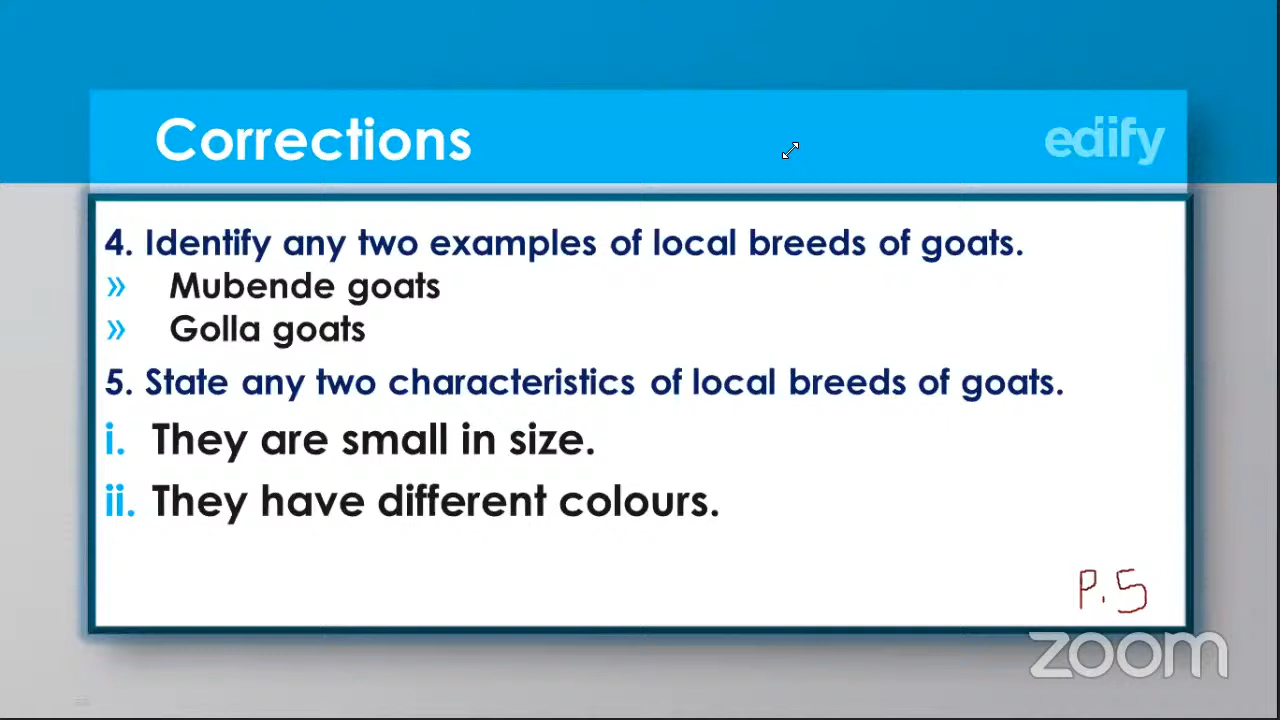 Corrections
edify
4. Identify any two examples of local breeds of goats.
» Mubende goats
» Golla goats
5. State any two characteristics of local breeds of goats.
i. They are small in size.
ii. They have different colours.
P.5
zoom